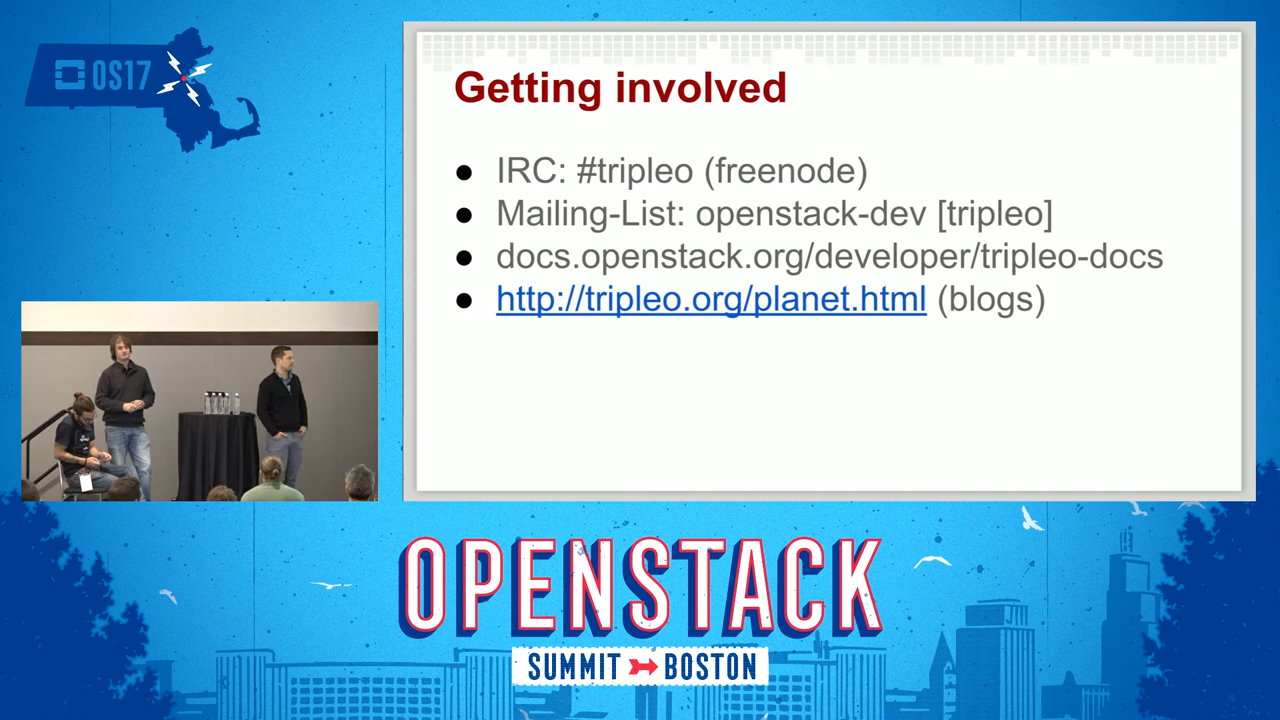 OS17
Getting involved
● IRC: #tripleo (freenode)
● Mailing-List: openstack-dev [tripleo]
● docs.openstack.org/developer/tripleo-docs
● http://tripleo.org/planet.html (blogs)
OPENSTACK
SUMMIT BOSTON